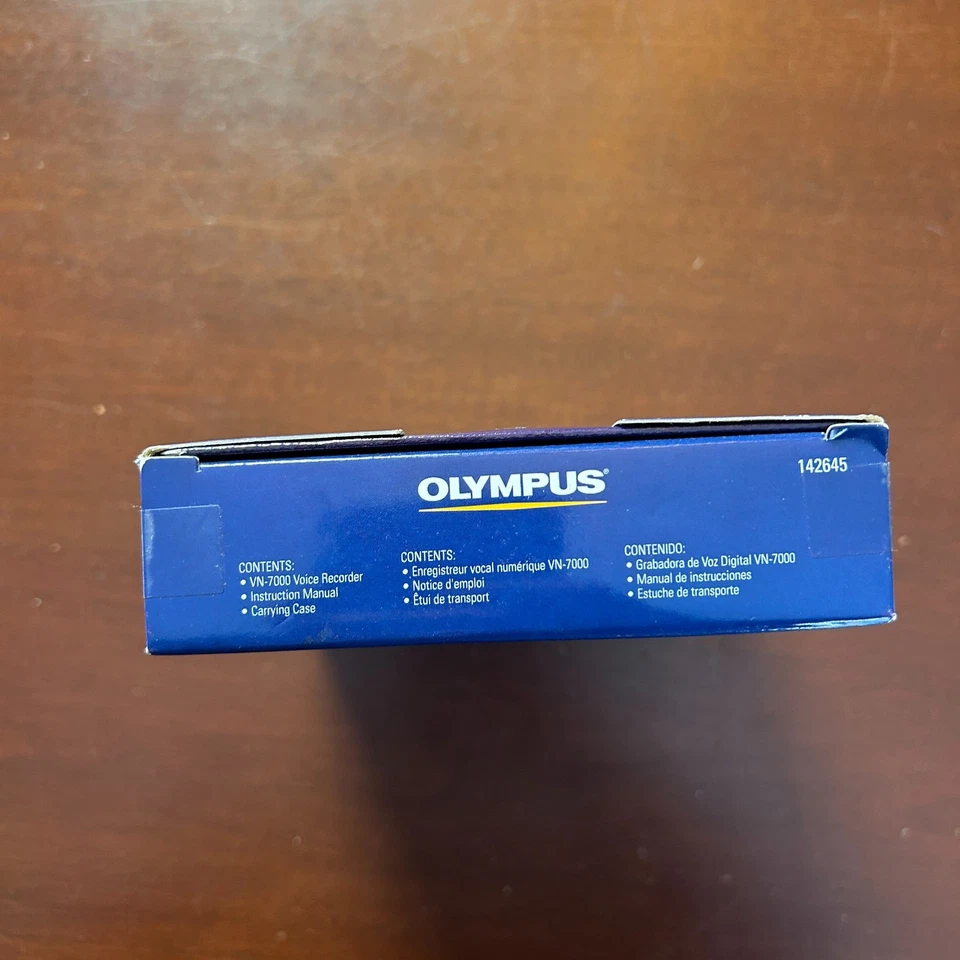 OLYMPUS®
142645
CONTENTS:
• VN-7000 Voice Recorder
• Instruction Manual
• Carrying Case
CONTENTS:
• Enregistreur vocal numérique VN-7000
• Notice d'emploi
• Étui de transport
CONTENIDO:
• Grabadora de Voz Digital VN-7000
• Manual de instrucciones
• Estuche de transporte